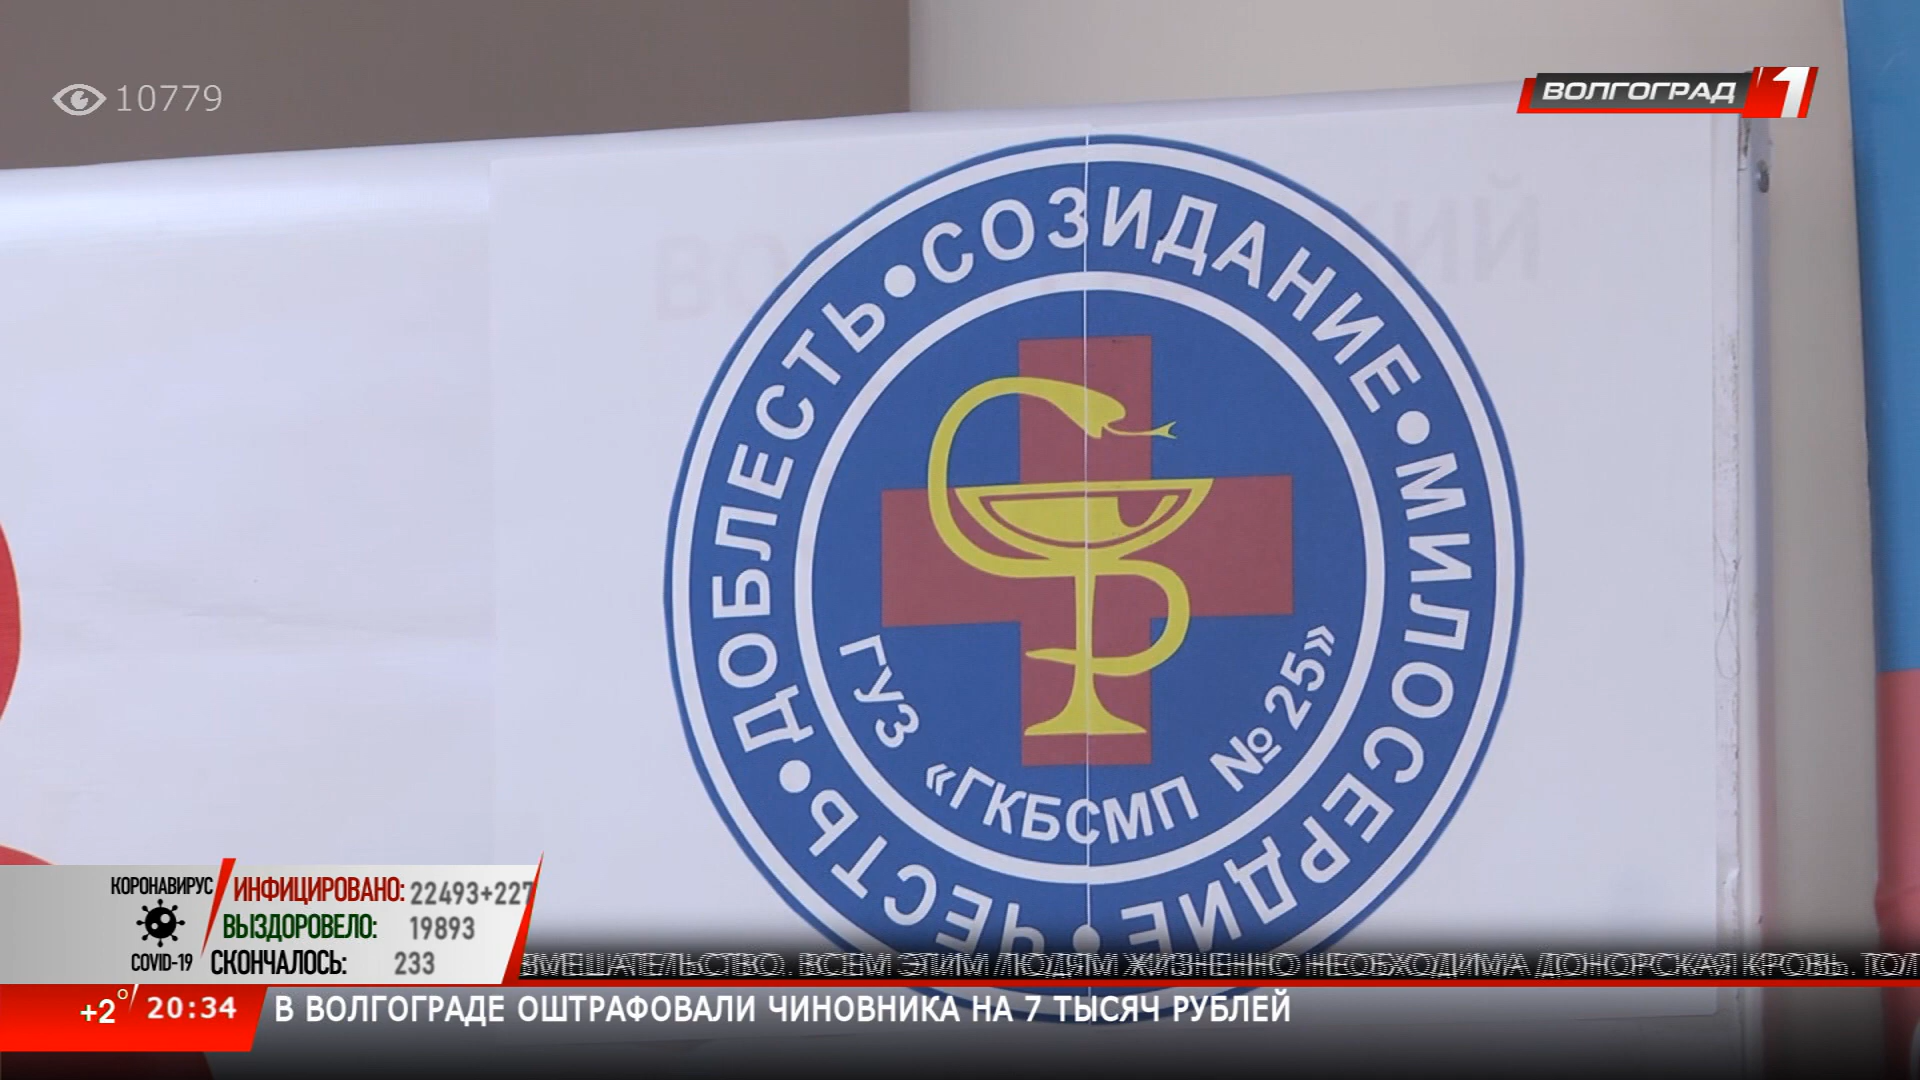 10779
ВОЛГОГРАД 1
ЧЕСТЬ • ДОБЛЕСТЬ • СОЗИДАНИЕ • МИЛОСЕРДИЕ •
ГУЗ «ГКБСМП № 25»
КОРОНАВИРУС
COVID-19
ИНФИЦИРОВАНО: 22493+227
ВЫЗДОРОВЕЛО: 19893
СКОНЧАЛОСЬ: 233
ВМЕШАТЕЛЬСТВО. ВСЕМ ЭТИМ ЛЮДЯМ ЖИЗНЕННО НЕОБХОДИМА ДОНОРСКАЯ КРОВЬ. ТОЛ
+2° 20:34
В ВОЛГОГРАДЕ ОШТРАФОВАЛИ ЧИНОВНИКА НА 7 ТЫСЯЧ РУБЛЕЙ